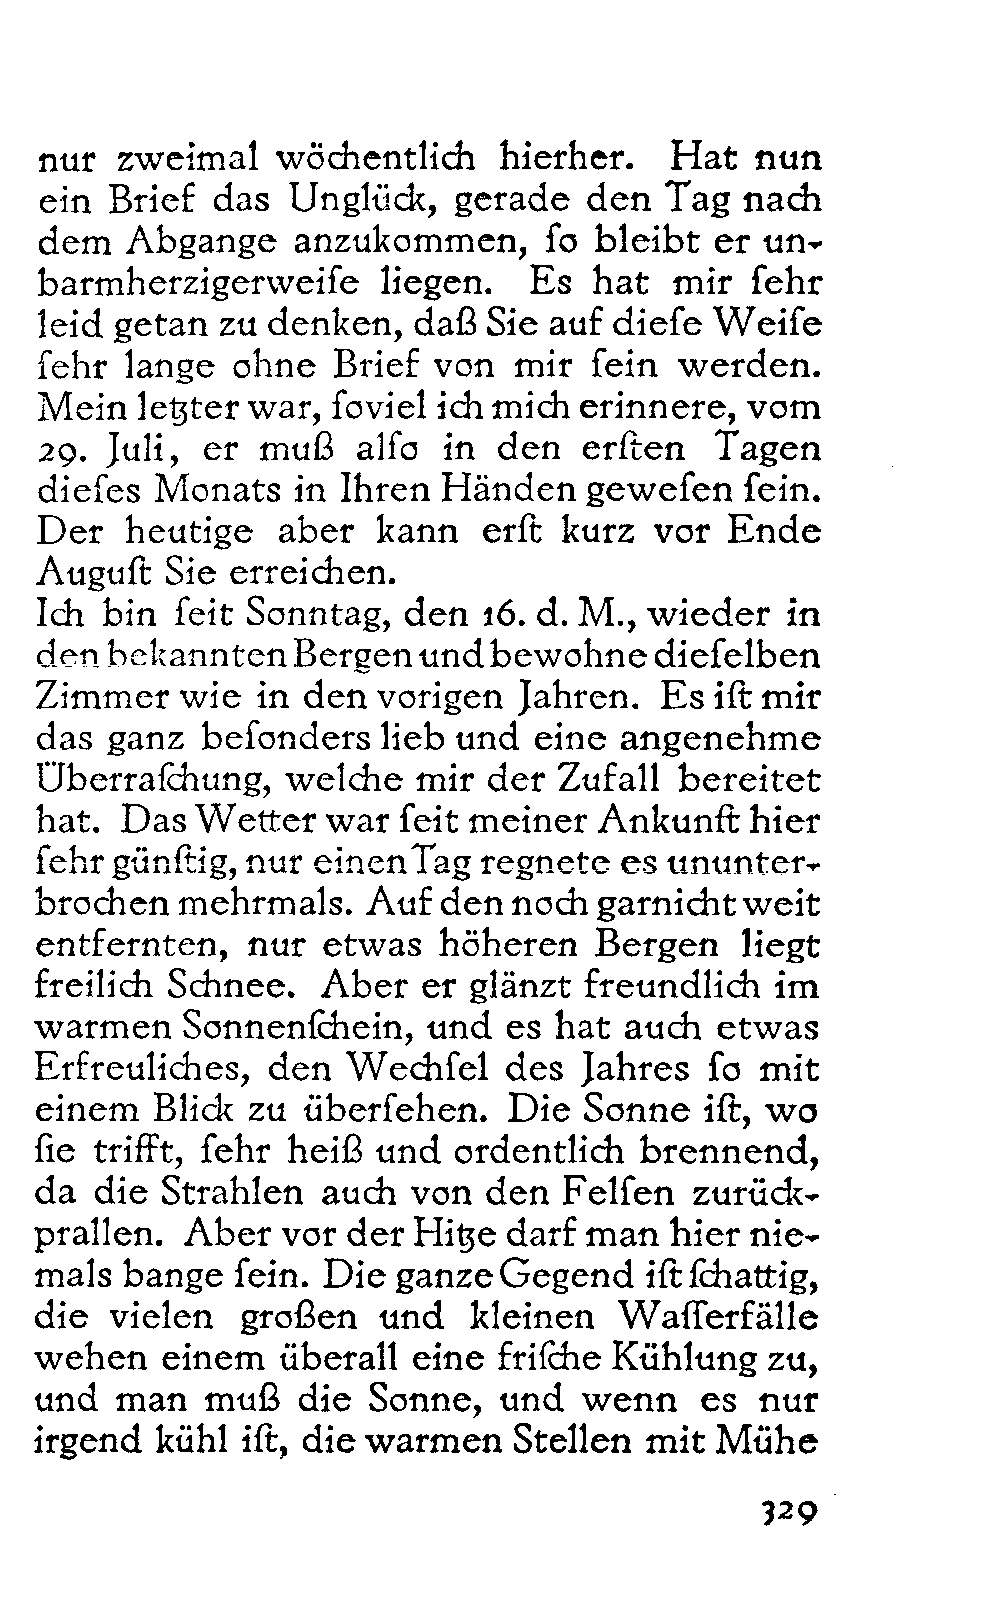 nur zweimal wöchentlich hierher. Hat nun
ein Brief das Unglück, gerade den Tag nach
dem Abgange anzukommen, ſo bleibt er un-
barmherzigerweiſe liegen. Es hat mir ſehr
leid getan zu denken, daß Sie auf dieſe Weiſe
ſehr lange ohne Brief von mir ſein werden.
Mein letzter war, ſoviel ich mich erinnere, vom
29. Juli, er muß alſo in den erſten Tagen
dieſes Monats in Ihren Händen geweſen ſein.
Der heutige aber kann erſt kurz vor Ende
Auguſt Sie erreichen.
Ich bin ſeit Sonntag, den 16. d. M., wieder in
den bekannten Bergen und bewohne dieſelben
Zimmer wie in den vorigen Jahren. Es iſt mir
das ganz beſonders lieb und eine angenehme
Überraſchung, welche mir der Zufall bereitet
hat. Das Wetter war ſeit meiner Ankunft hier
ſehr günſtig, nur einen Tag regnete es ununter-
brochen mehrmals. Auf den noch garnicht weit
entfernten, nur etwas höheren Bergen liegt
freilich Schnee. Aber er glänzt freundlich im
warmen Sonnenſchein, und es hat auch etwas
Erfreuliches, den Wechſel des Jahres ſo mit
einem Blick zu überſehen. Die Sonne iſt, wo
ſie trifft, ſehr heiß und ordentlich brennend,
da die Strahlen auch von den Felſen zurück-
prallen. Aber vor der Hitze darf man hier nie-
mals bange ſein. Die ganze Gegend iſt ſchattig,
die vielen großen und kleinen Waſſerfälle
wehen einem überall eine friſche Kühlung zu,
und man muß die Sonne, und wenn es nur
irgend kühl iſt, die warmen Stellen mit Mühe
329